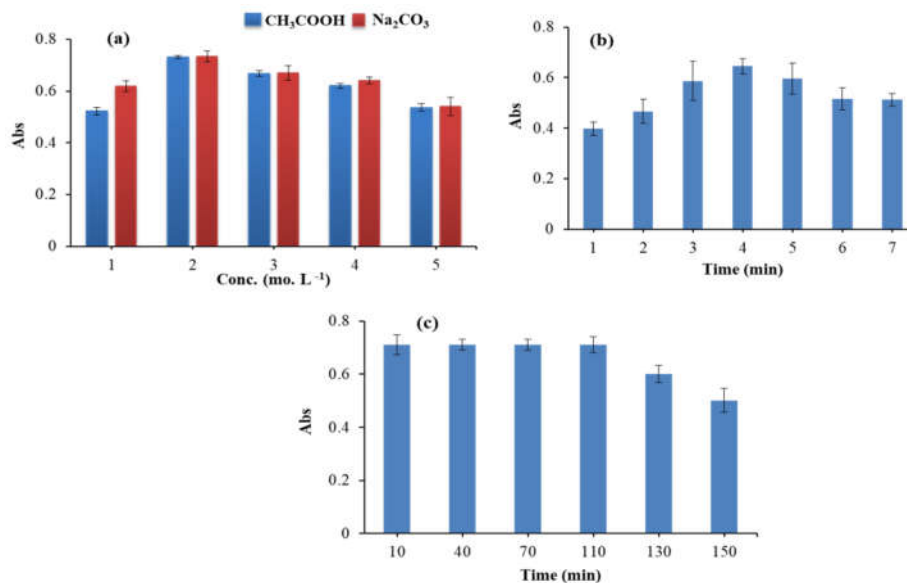 CH₃COOH Na₂CO₃
(a)
0.8
0.6
0.4
0.2
0
Abs
1 2 3 4 5
Conc. (mo. L ⁻¹)
(b)
0.8
0.6
0.4
0.2
0
Abs
1 2 3 4 5 6 7
Time (min)
(c)
0.8
0.6
0.4
0.2
0
Abs
10 40 70 110 130 150
Time (min)